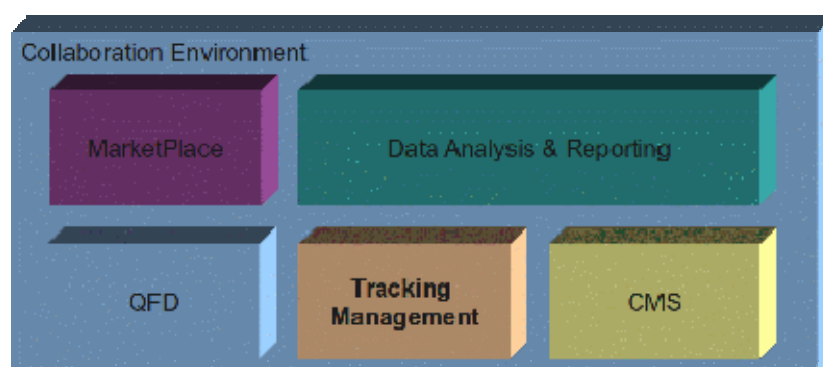 Collaboration Environment
MarketPlace
Data Analysis & Reporting
QFD
Tracking
Management
CMS